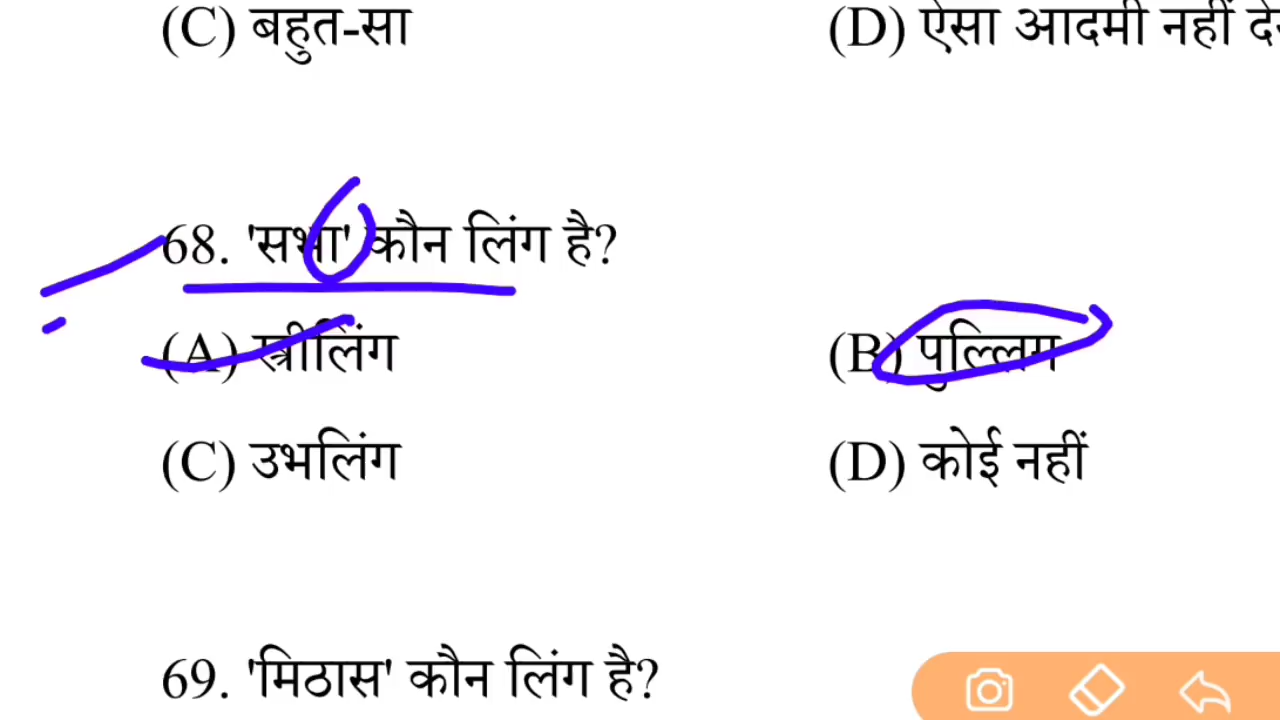 (C) बहुत-सा
(D) ऐसा आदमी नहीं
68. 'सभा' कौन लिंग है?
(A) स्त्रीलिंग
(B) पुल्लिग
(C) उभलिंग
(D) कोई नहीं
69. 'मिठास' कौन लिंग है?